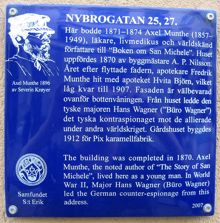 NYBROGATAN 25, 27.
Här bodde 1871–1874 Axel Munthe (1857-
1949), läkare, livmedikus och världskänd
författare till "Boken om San Michele". Huset
uppfördes 1870 av byggmästare A. P. Nilsson.
Året efter flyttade fadern, apotekare Fredrik
Munthe hit med apoteket Hvita Björn, vilket
låg kvar till 1907. Fasaden är välbevarad
ovanför bottenvåningen. Från huset ledde den
tyske majoren Hans Wagner ("Büro Wagner")
det tyska kontraspionaget mot de allierade
under andra världskriget. Gårdshuset byggdes
1912 för Pix karamellfabrik.
Axel Munthe 1896
av Severin Krøyer
The building was completed in 1870. Axel
Munthe, the noted author of "The Story of San
Michele", lived here as a young man. In World
War II, Major Hans Wagner (Büro Wagner)
led the German counter-espionage from this
address.
2007
Samfundet
S:t Erik